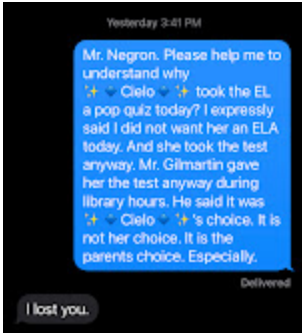 Yesterday 3:41 PM
Mr. Negron. Please help me to
understand why
✨💎 Cielo 💎✨ took the EL
a pop quiz today? I expressly
said I did not want her an ELA
today. And she took the test
anyway. Mr. Gilmartin gave
her the test anyway during
library hours. He said it was
✨💎 Cielo 💎✨'s choice. It is
not her choice. It is the
parents choice. Especially.
Delivered
I lost you.